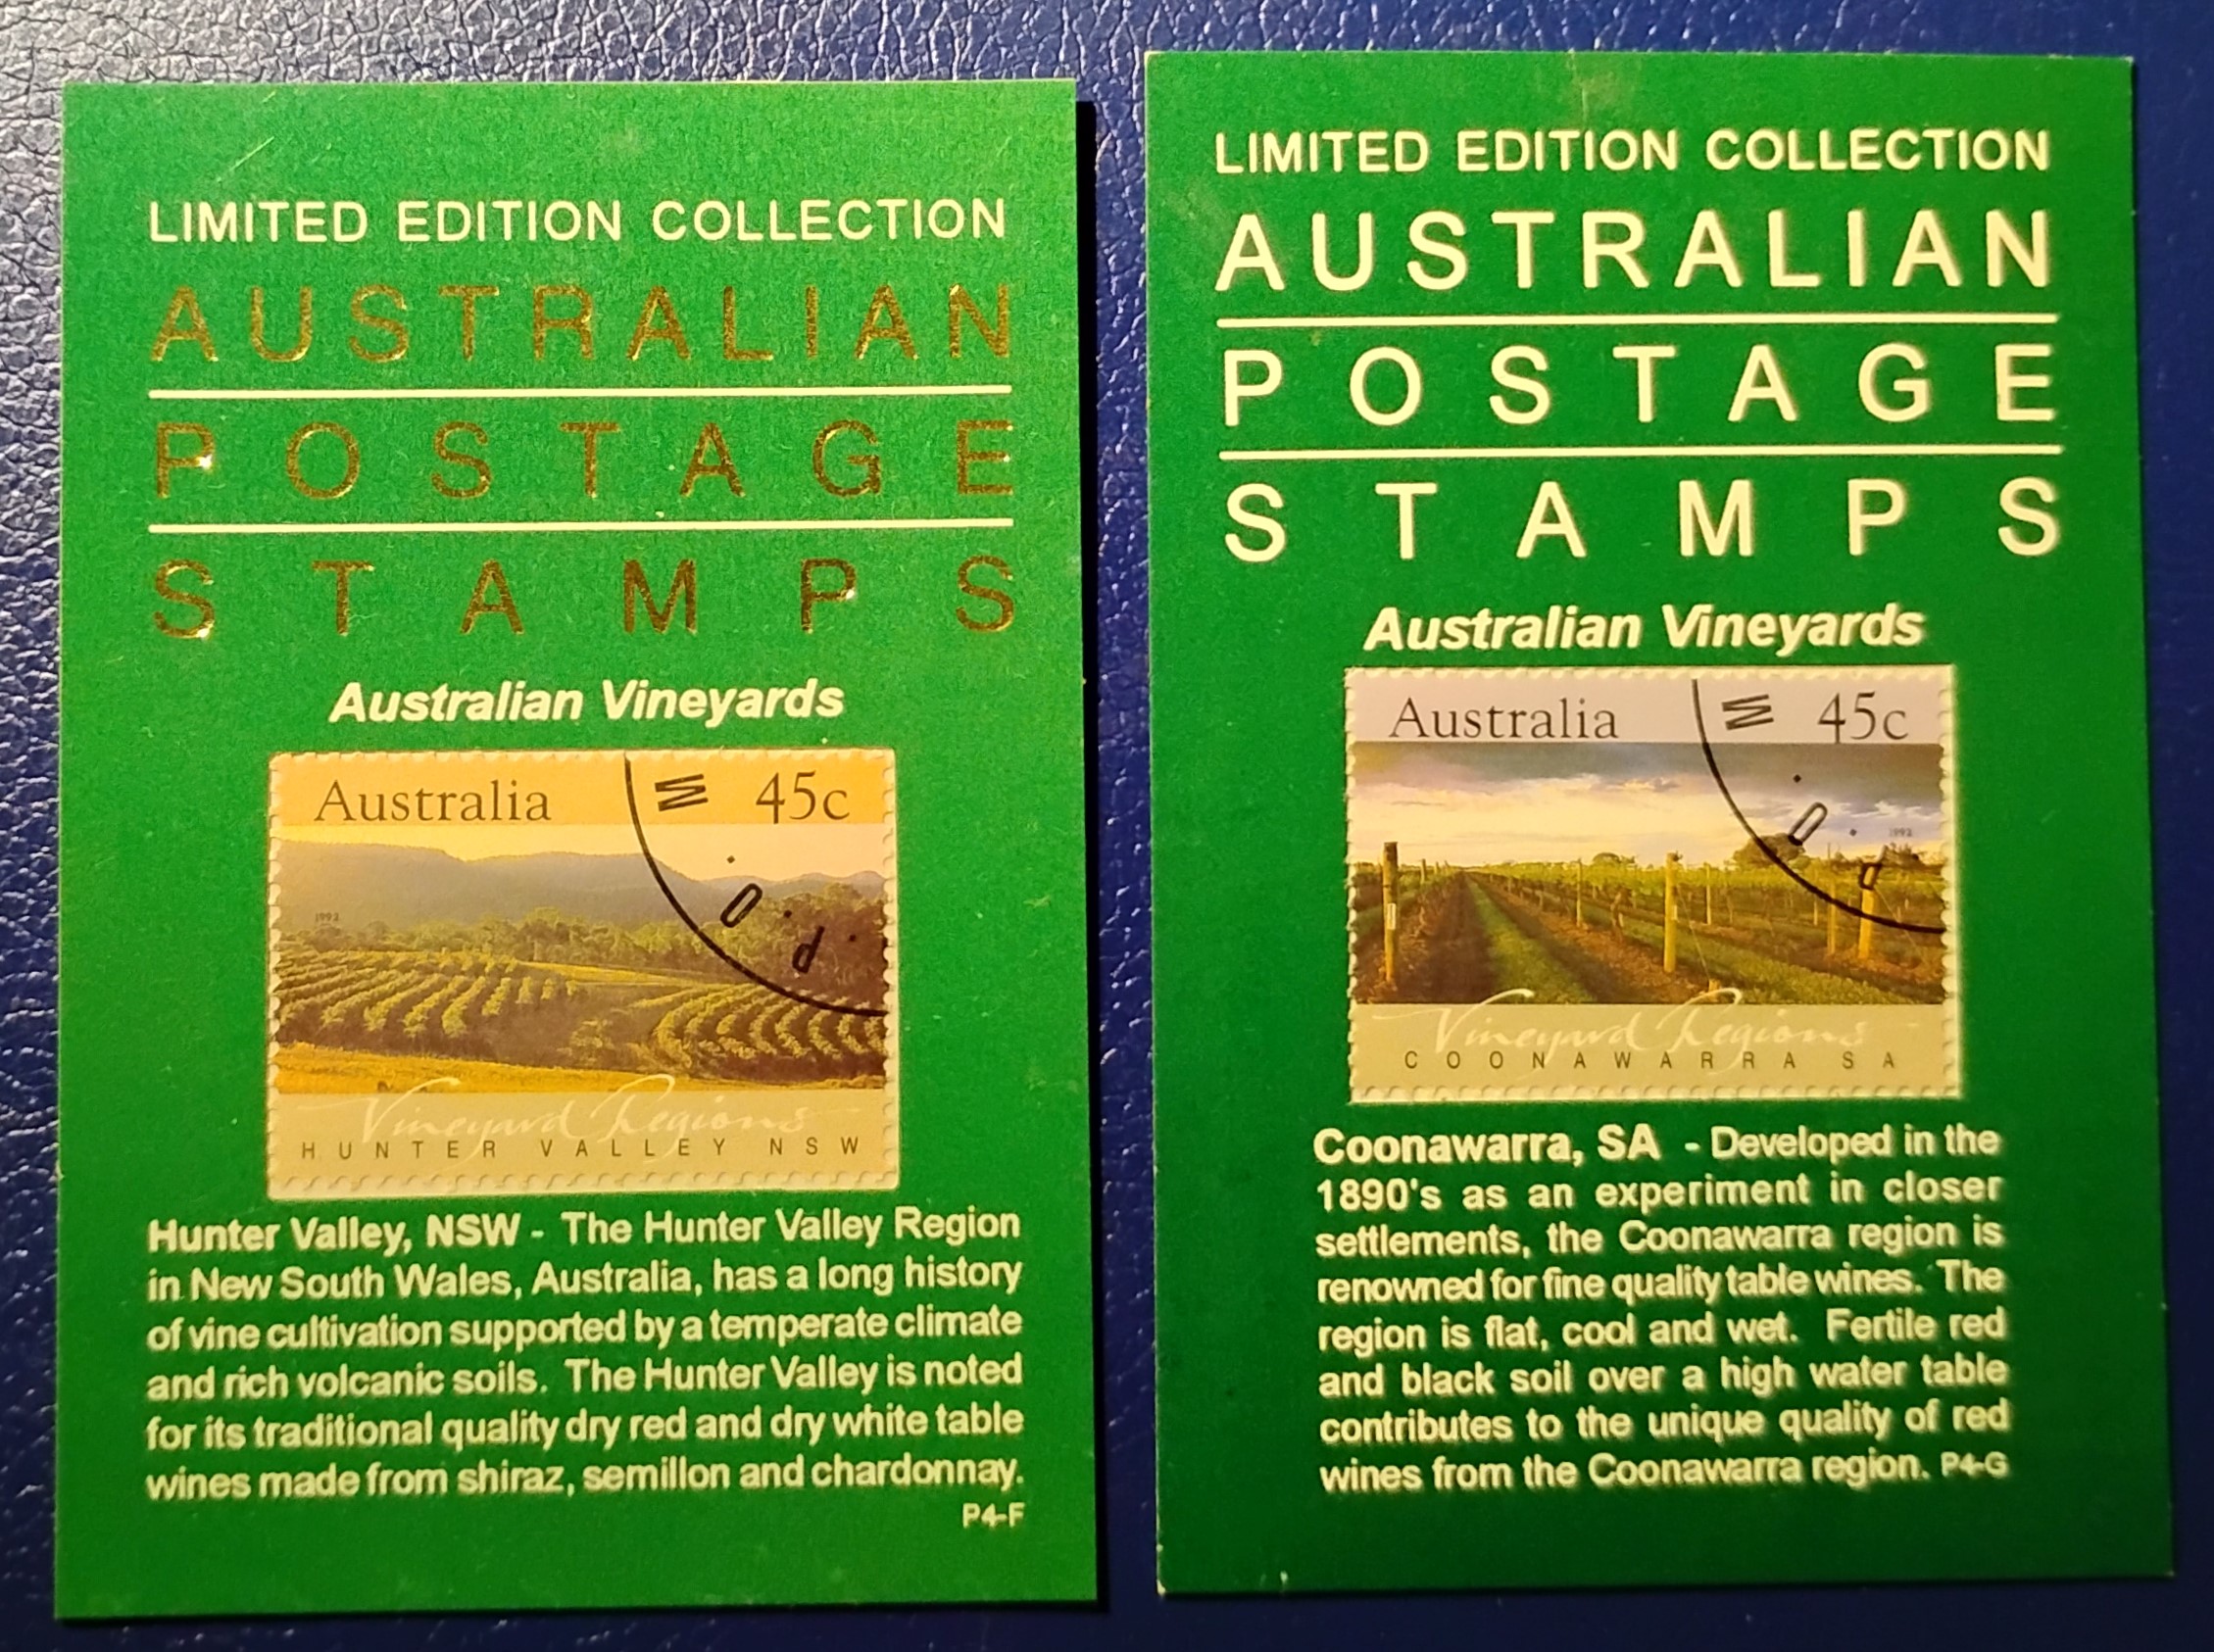 LIMITED EDITION COLLECTION
AUSTRALIAN
POSTAGE
STAMPS
Australian Vineyards
Australia 45c
1992
Vineyard Regions
HUNTER VALLEY NSW
Hunter Valley, NSW - The Hunter Valley Region
in New South Wales, Australia, has a long history
of vine cultivation supported by a temperate climate
and rich volcanic soils. The Hunter Valley is noted
for its traditional quality dry red and dry white table
wines made from shiraz, semillon and chardonnay.
P4-F
LIMITED EDITION COLLECTION
AUSTRALIAN
POSTAGE
STAMPS
Australian Vineyards
Australia 45c
1992
Vineyard Regions
COONAWARRA SA
Coonawarra, SA - Developed in the
1890's as an experiment in closer
settlements, the Coonawarra region is
renowned for fine quality table wines. The
region is flat, cool and wet. Fertile red
and black soil over a high water table
contributes to the unique quality of red
wines from the Coonawarra region. P4-G